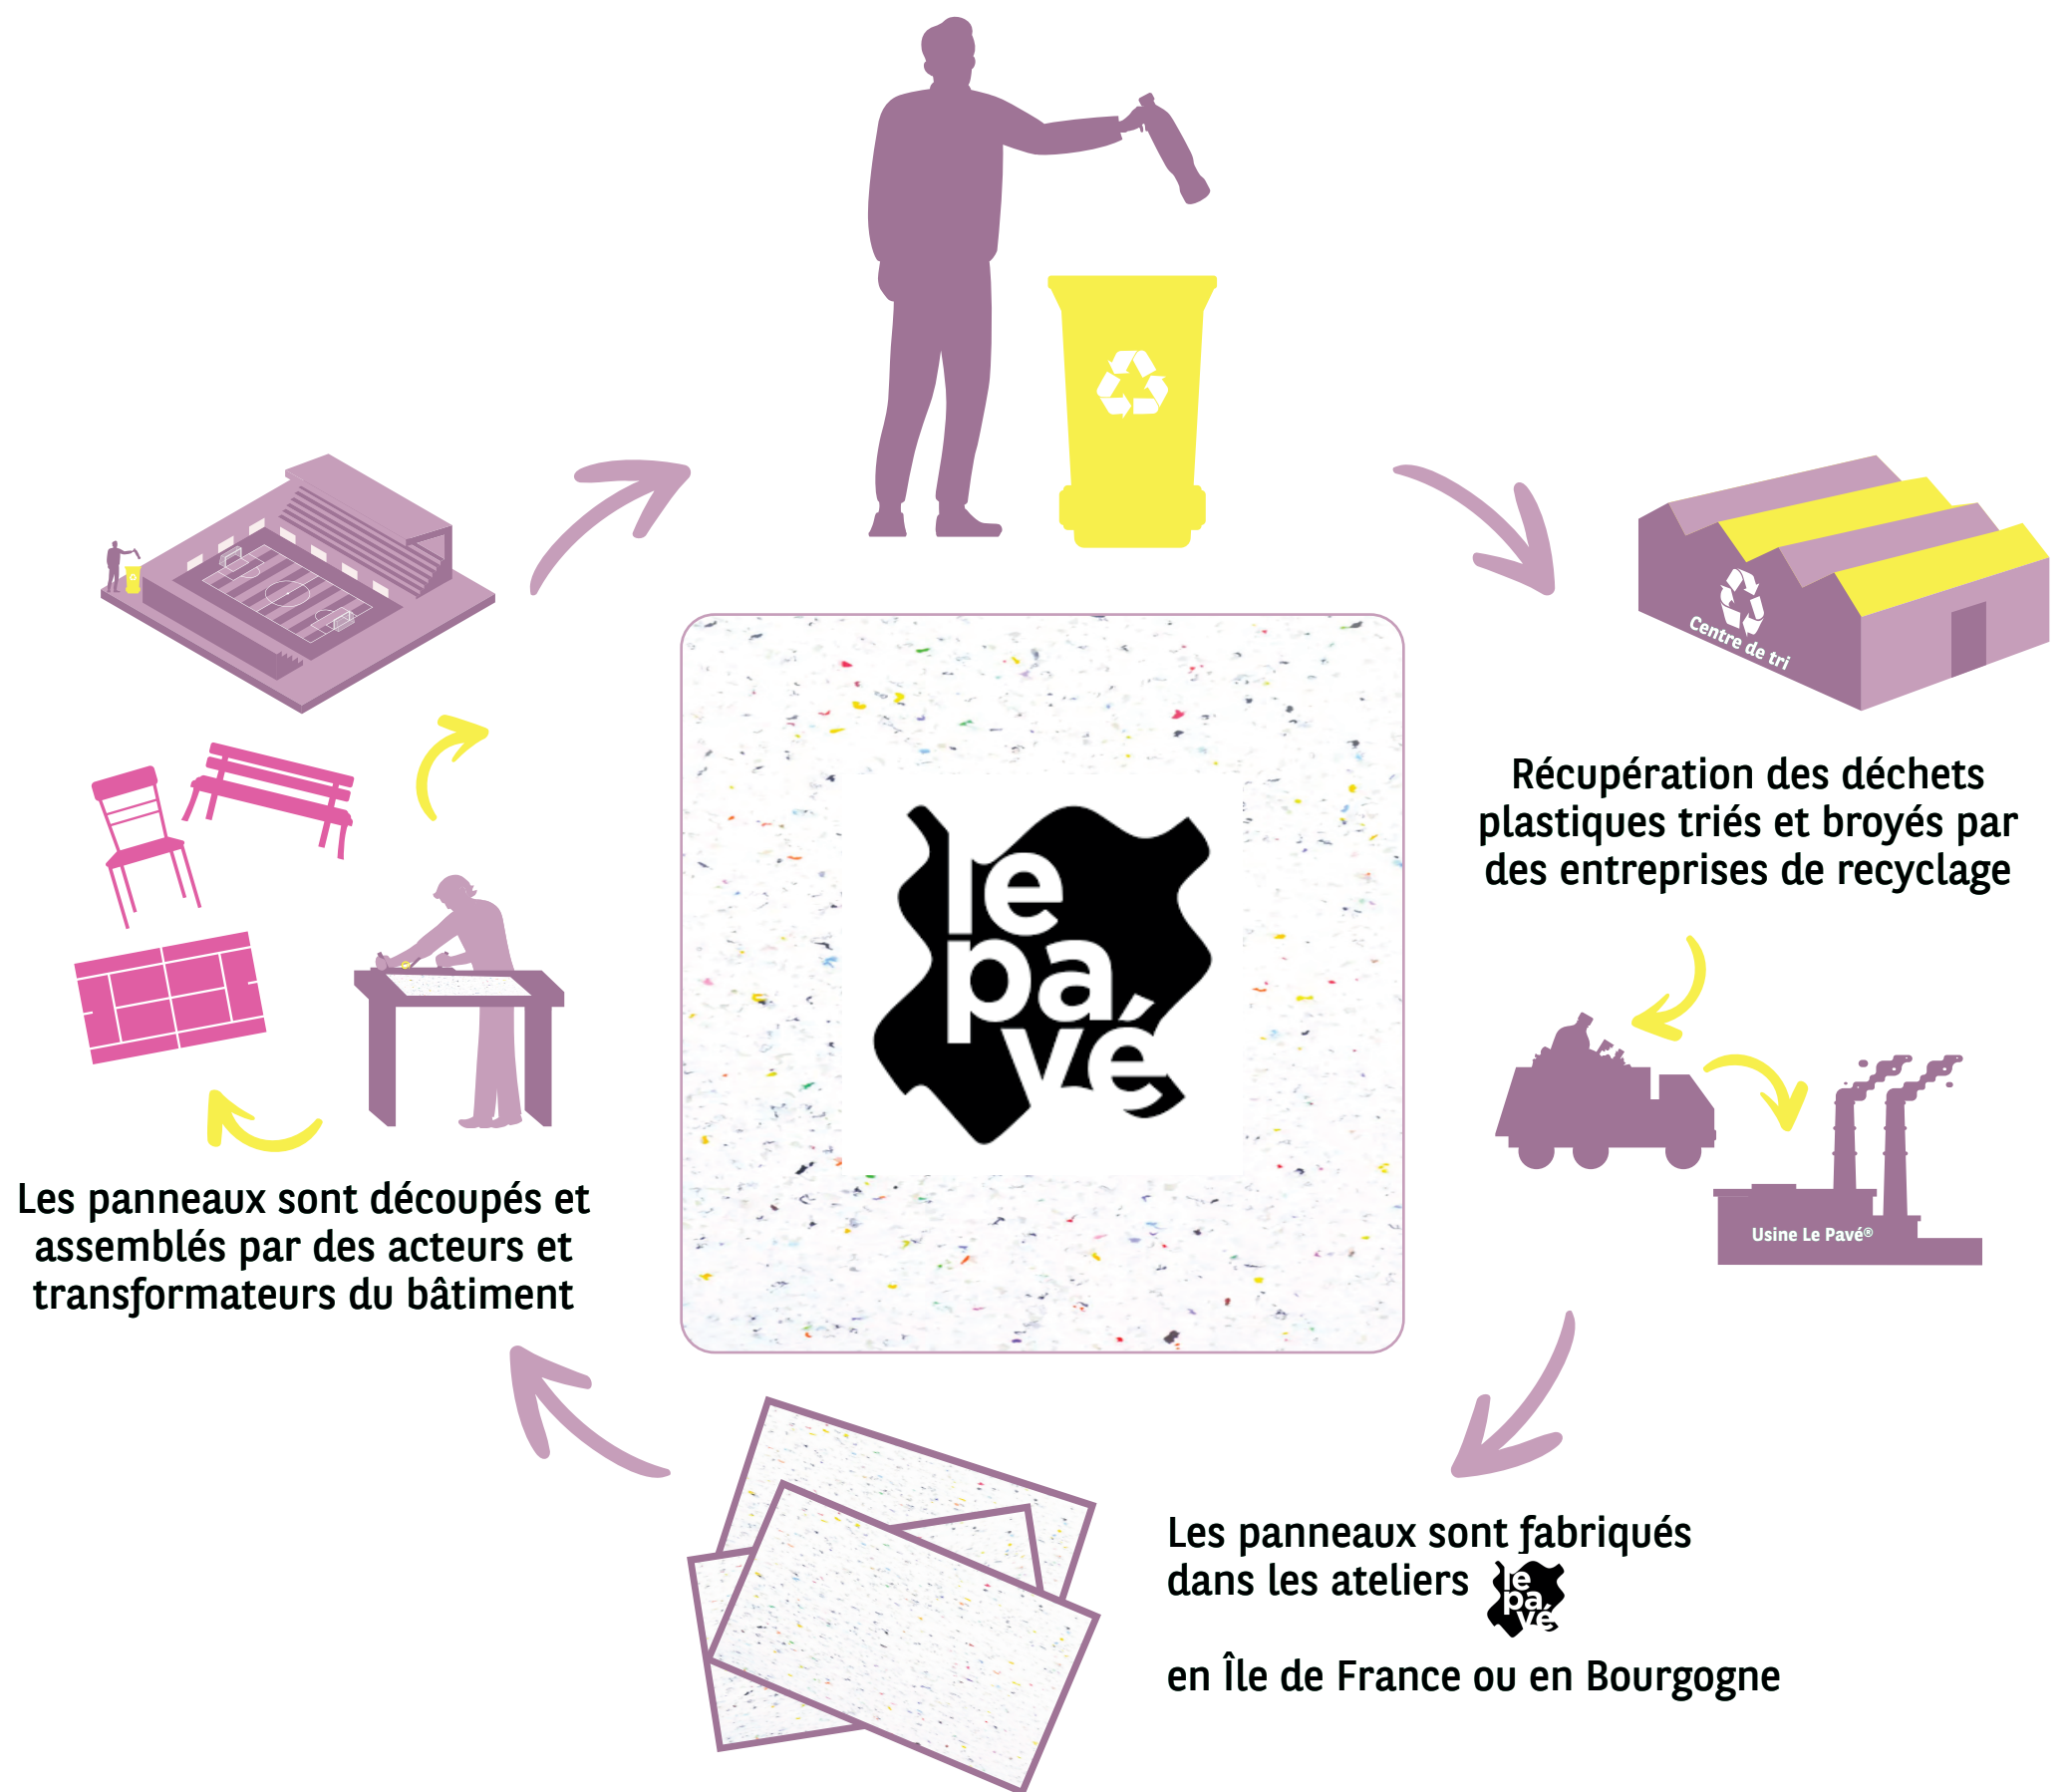 Centre de tri
Récupération des déchets
plastiques triés et broyés par
des entreprises de recyclage
Usine Le Pavé®
le
pa
vé
Les panneaux sont fabriqués
dans les ateliers le pavé
en Île de France ou en Bourgogne
Les panneaux sont découpés et
assemblés par des acteurs et
transformateurs du bâtiment